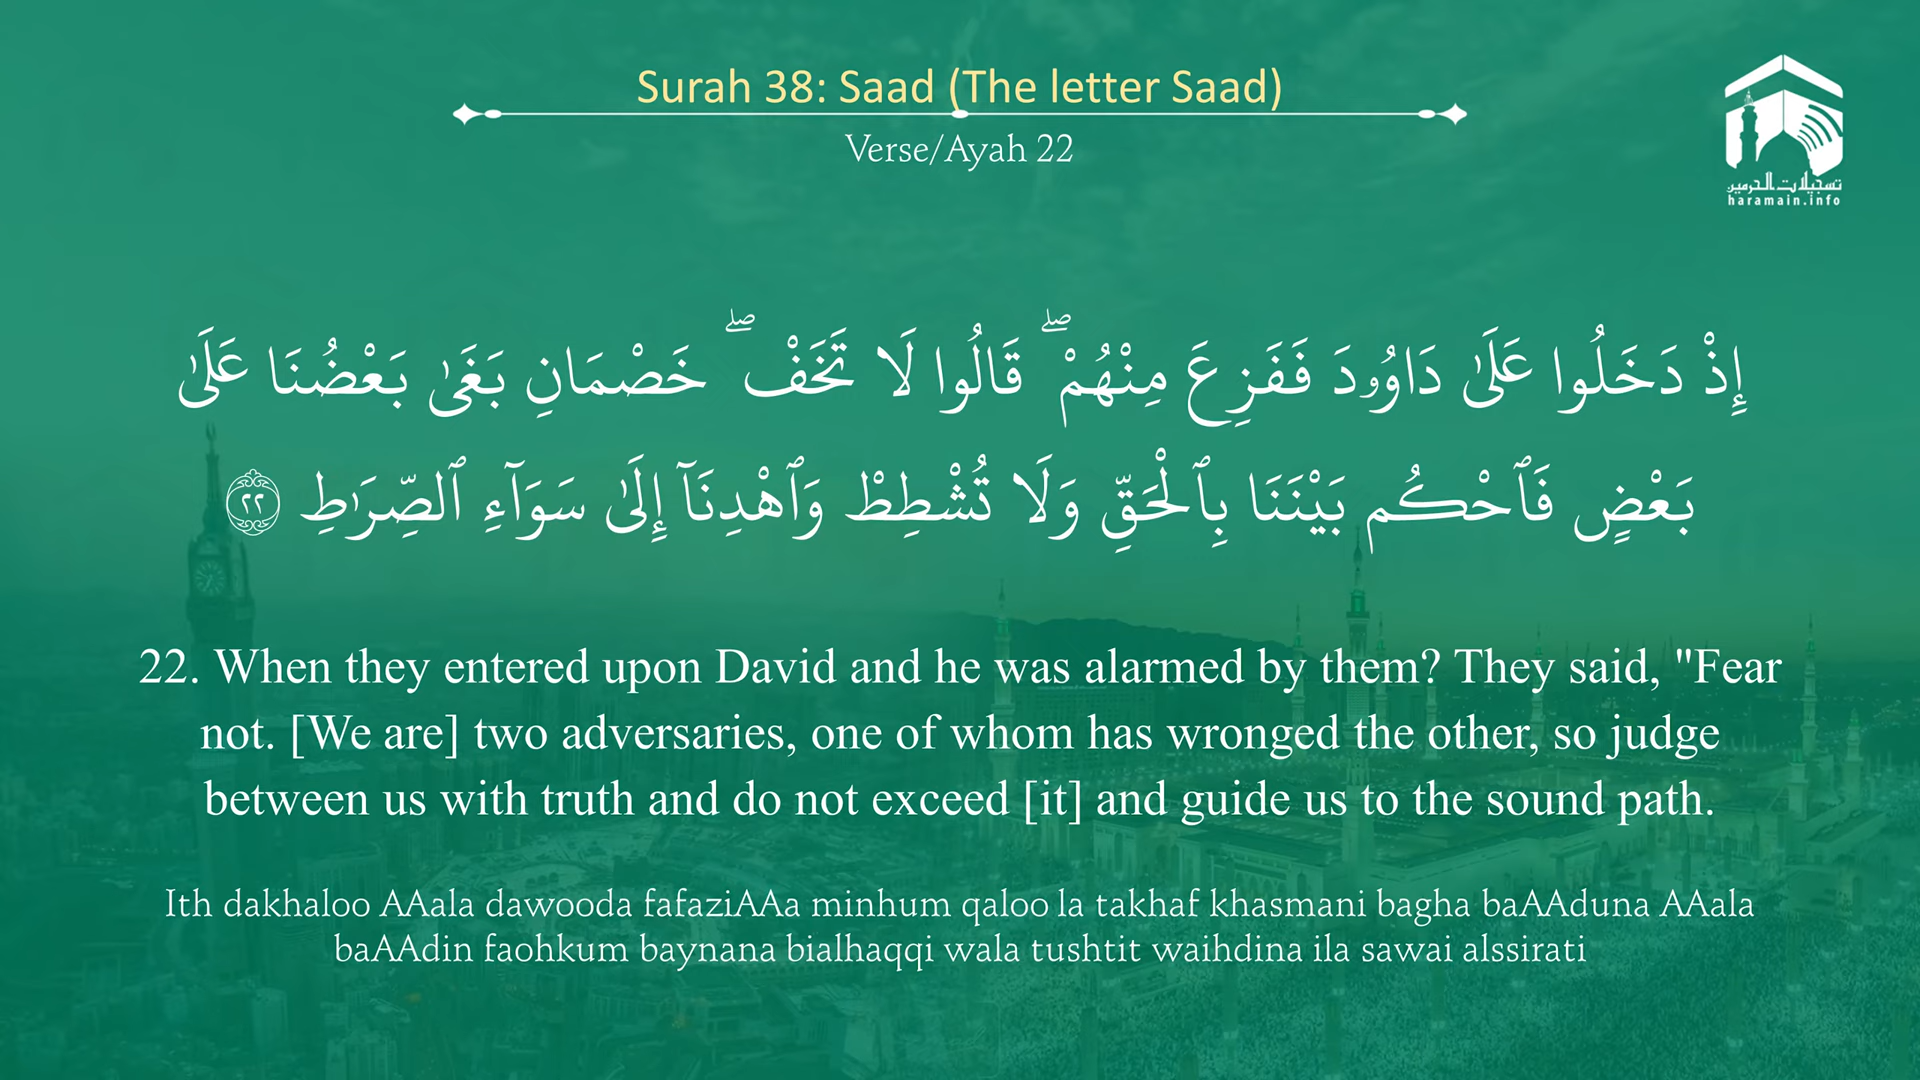 Surah 38: Saad (The letter Saad)
Verse/Ayah 22
تسجيلات الحرمين
haramain.info
إِذْ دَخَلُوا عَلَىٰ دَاوُۥدَ فَفَزِعَ مِنْهُمْ ۖ قَالُوا لَا تَخَفْ ۖ خَصْمَانِ بَغَىٰ بَعْضُنَا عَلَىٰ
بَعْضٍ فَٱحْكُم بَيْنَنَا بِٱلْحَقِّ وَلَا تُشْطِطْ وَٱهْدِنَآ إِلَىٰ سَوَآءِ ٱلصِّرَٰطِ ٢٢
22. When they entered upon David and he was alarmed by them? They said, "Fear
not. [We are] two adversaries, one of whom has wronged the other, so judge
between us with truth and do not exceed [it] and guide us to the sound path.
Ith dakhaloo AAala dawooda fafaziAAa minhum qaloo la takhaf khasmani bagha baAAduna AAala
baAAdin faohkum baynana bialhaqqi wala tushtit waihdina ila sawai alssirati